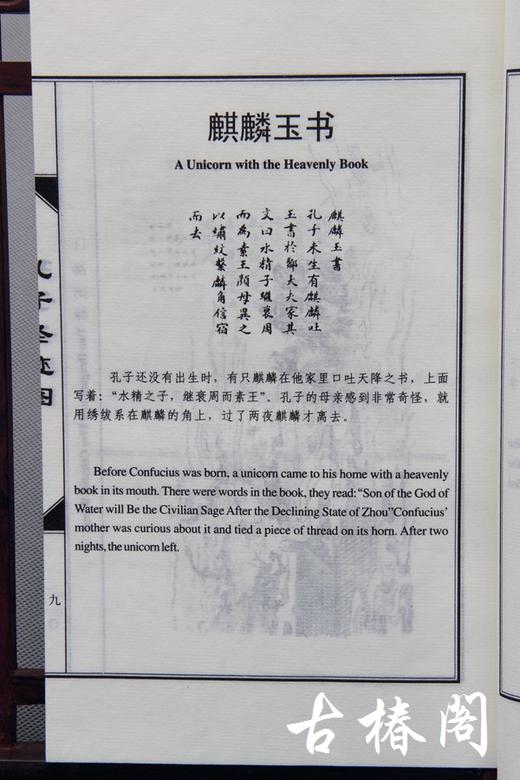 麒麟玉书
A Unicorn with the Heavenly Book
麒麟玉書
孔子未生有麒麟吐
玉書於鄹大夫家其
文曰水精子繼衰周
而為素王顏母異之
以繡紱繫麟角信宿
而去
孔子还没有出生时，有只麒麟在他家里口吐天降之书，上面
写着：“水精之子，继衰周而素王”。孔子的母亲感到非常奇怪，就
用绣绂系在麒麟的角上，过了两夜麒麟才离去。
Before Confucius was born, a unicorn came to his home with a heavenly
book in its mouth. There were words in the book, they read:“Son of the God of
Water will Be the Civilian Sage After the Declining State of Zhou”Confucius’
mother was curious about it and tied a piece of thread on its horn. After two
nights, the unicorn left.
孔子圣迹图
九
古椿阁